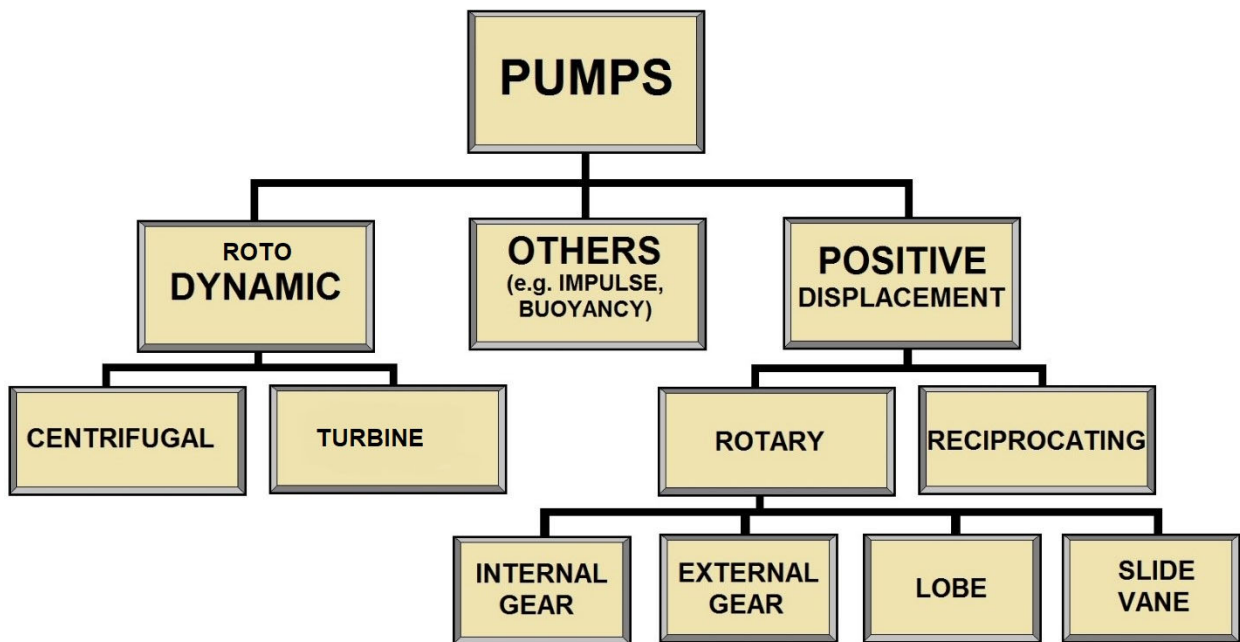 PUMPS
ROTO
DYNAMIC
OTHERS
(e.g. IMPULSE,
BUOYANCY)
POSITIVE
DISPLACEMENT
CENTRIFUGAL
TURBINE
ROTARY
RECIPROCATING
INTERNAL
GEAR
EXTERNAL
GEAR
LOBE
SLIDE
VANE